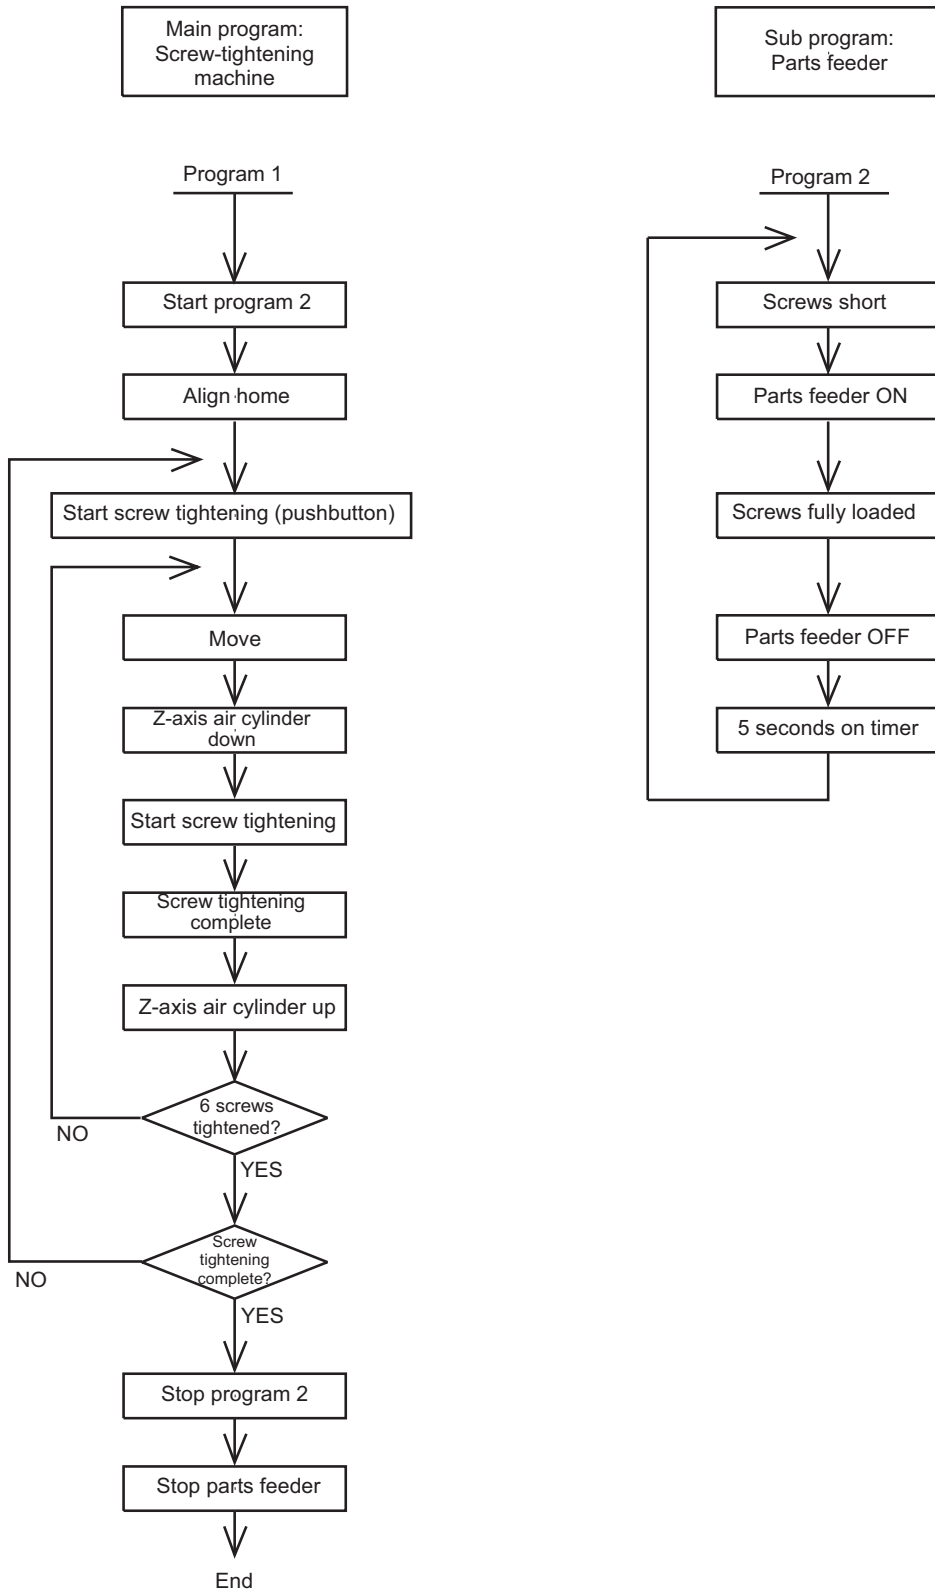 Main program:
Screw-tightening
machine
Program 1
Start program 2
Align home
Start screw tightening (pushbutton)
Move
Z-axis air cylinder
down
Start screw tightening
Screw tightening
complete
Z-axis air cylinder up
6 screws
tightened?
NO
YES
Screw
tightening
complete?
NO
YES
Stop program 2
Stop parts feeder
End
Sub program:
Parts feeder
Program 2
Screws short
Parts feeder ON
Screws fully loaded
Parts feeder OFF
5 seconds on timer